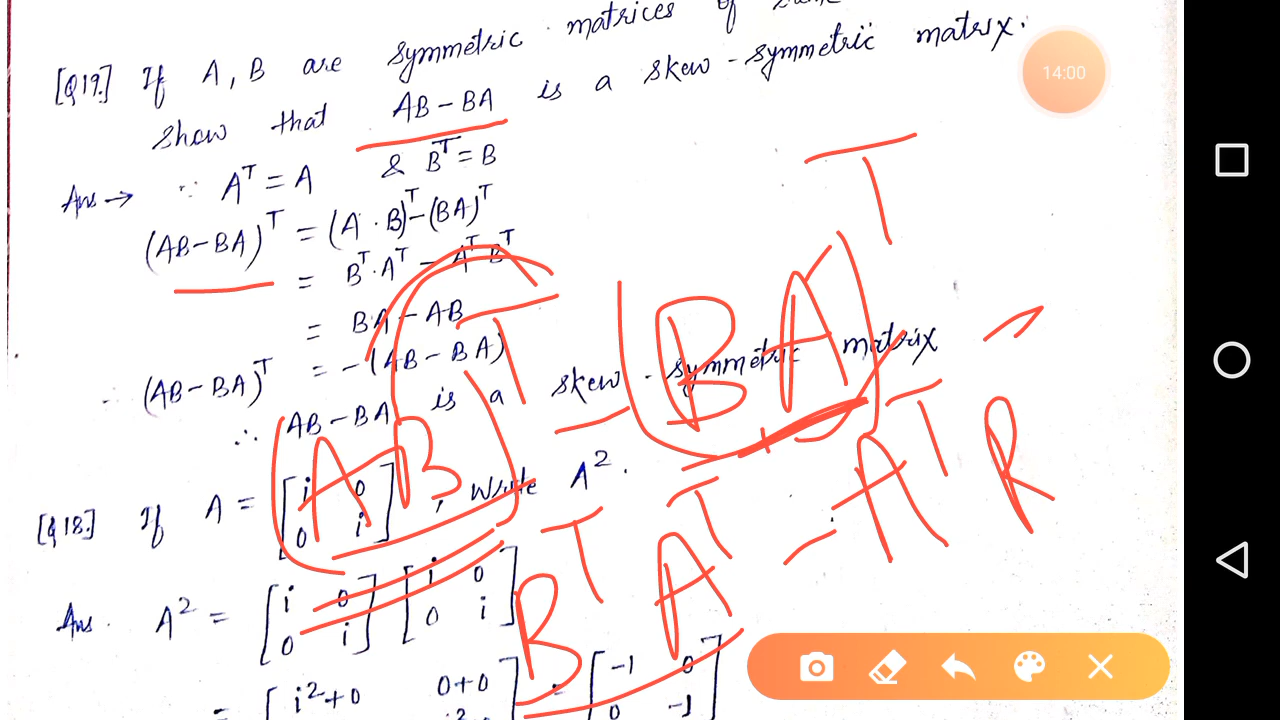 [Q19.] If A, B are symmetric matrices of same
Show that AB - BA is a skew-symmetric matrix.
Ans → ∵ Aᵀ = A & Bᵀ = B
(AB-BA)ᵀ = (A · B)ᵀ - (BA)ᵀ
= Bᵀ·Aᵀ - AᵀBᵀ
= BA - AB
∴ (AB-BA)ᵀ = -(AB-BA)
∴ AB-BA is a skew-symmetric matrix
(AB)ᵀ - (BA)ᵀ
BᵀAᵀ - Aᵀ
[Q18.] If A = [i 0
0 i], Write A².
Ans. A² = [i 0 [i 0
0 i] 0 i]
= [i²+0 0+0 = [-1 0
0 -1]
14:00